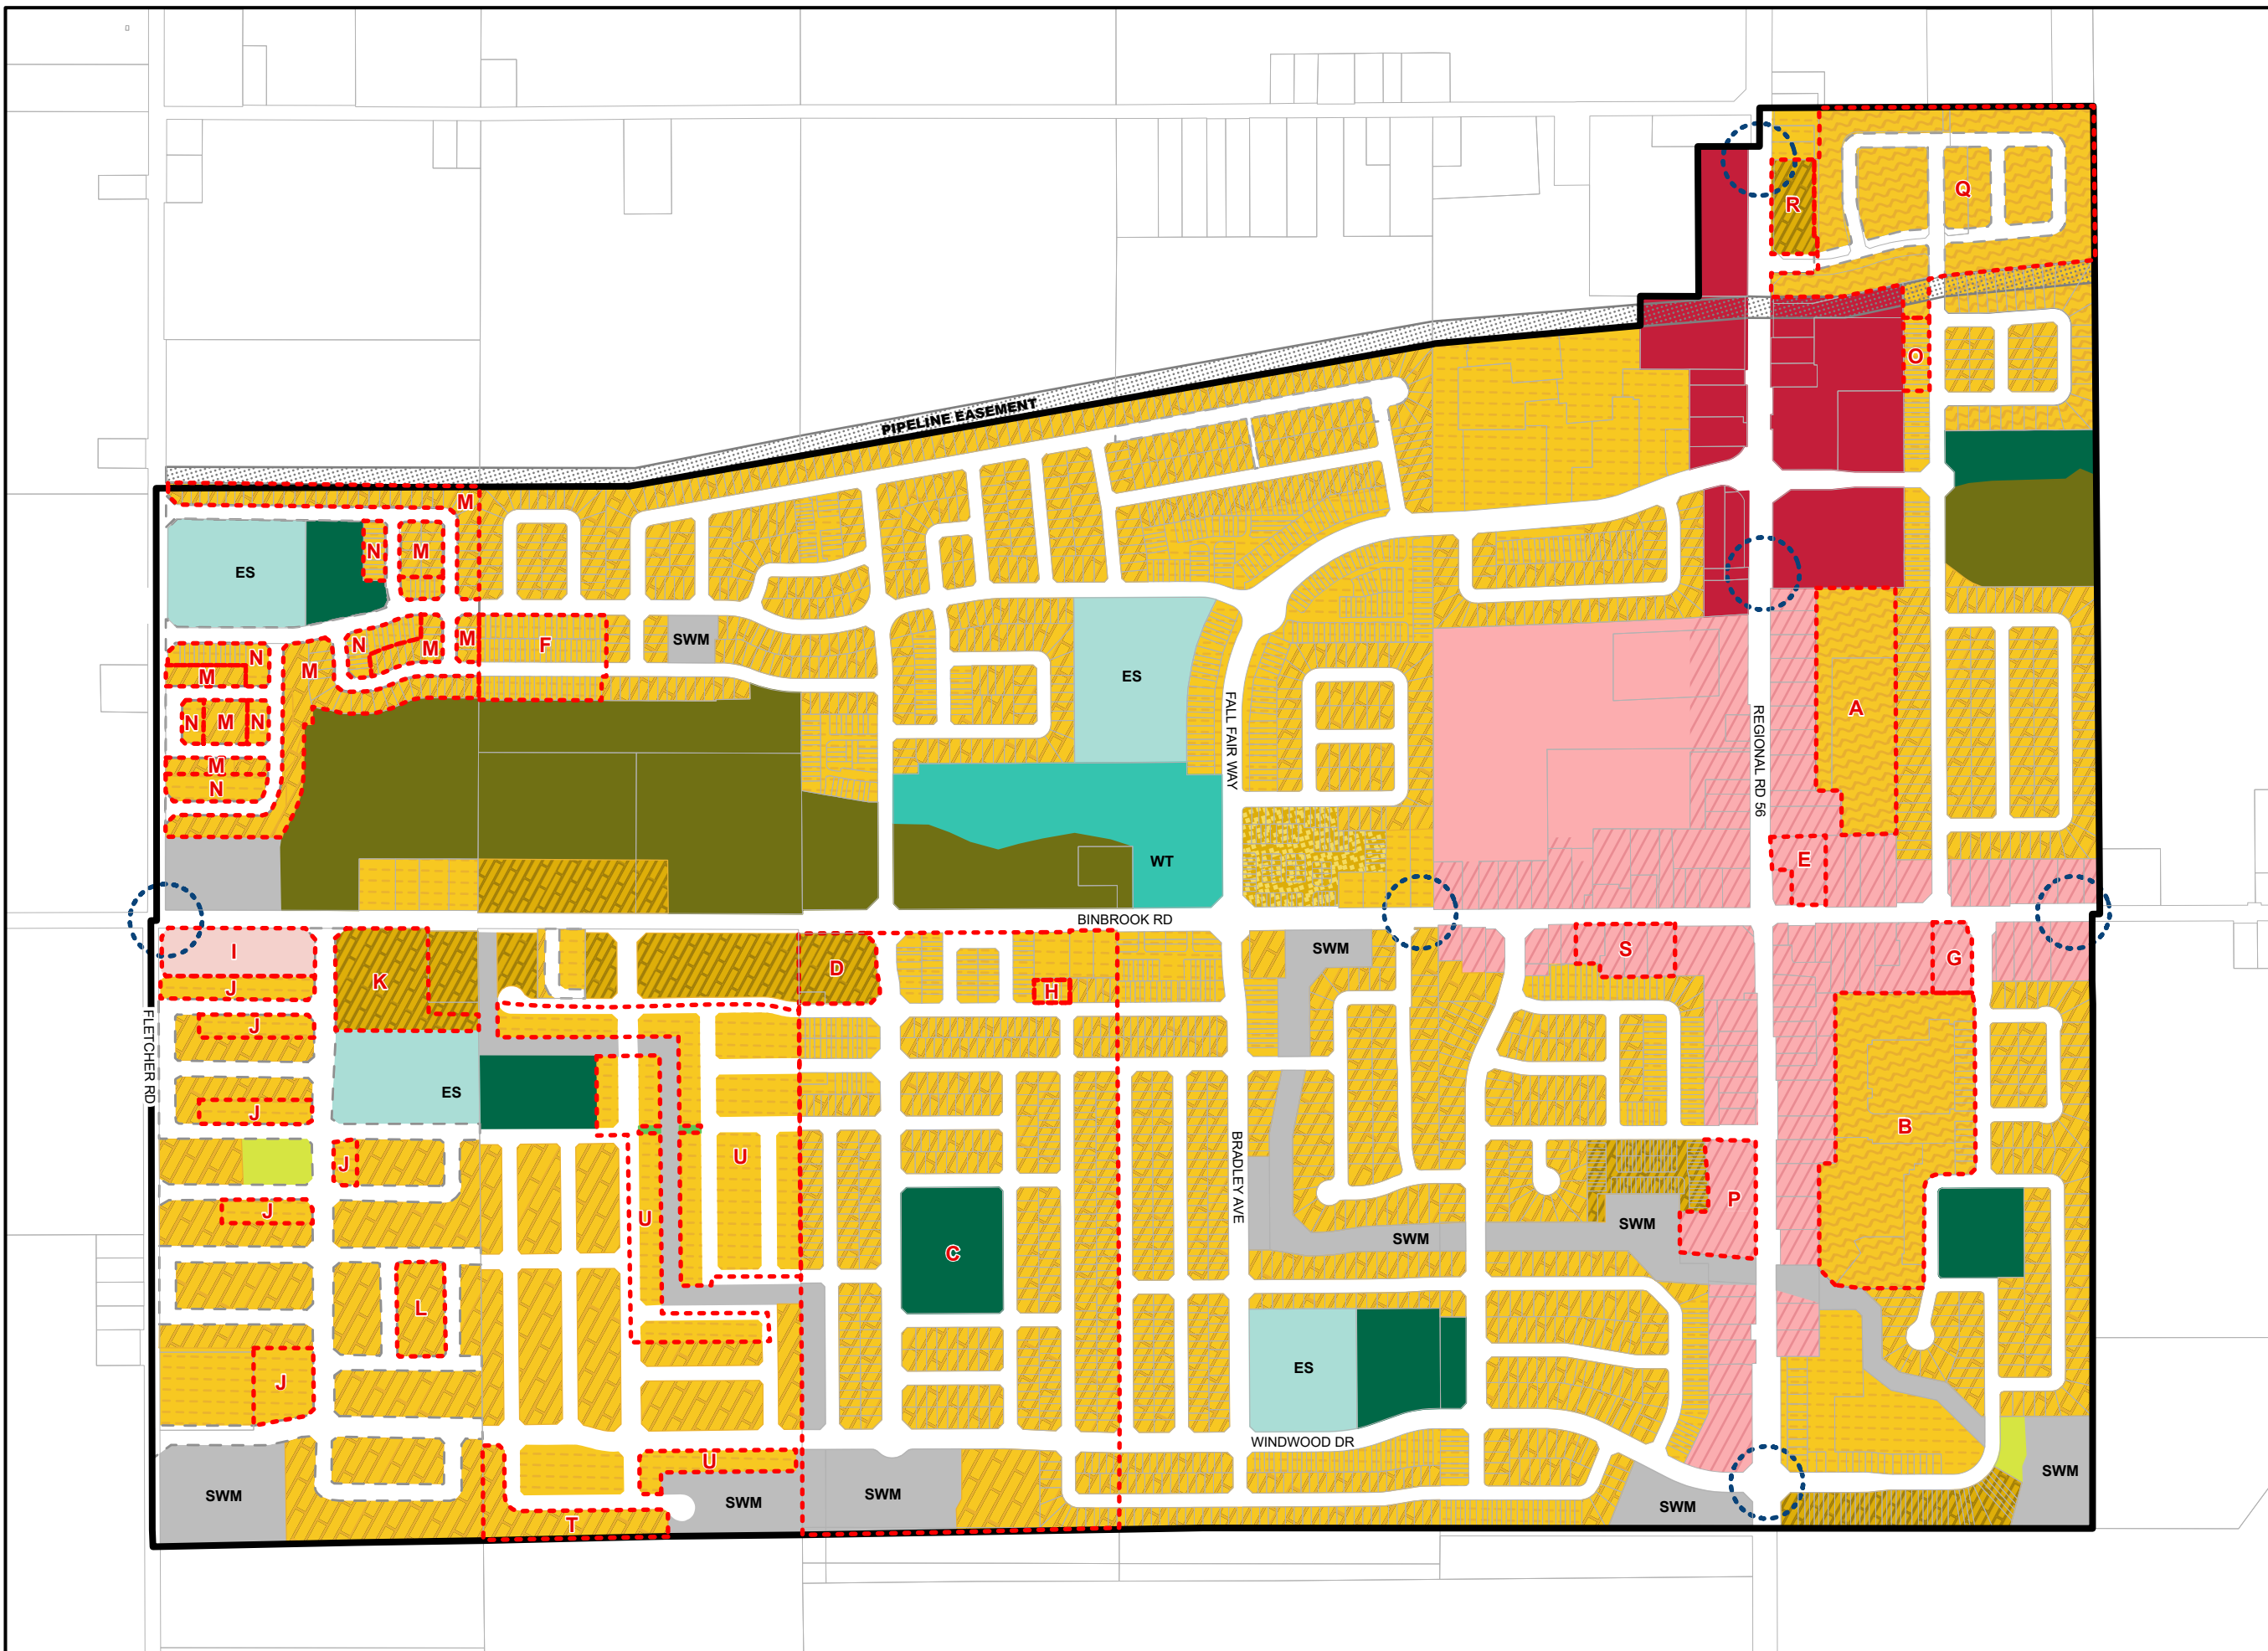 R
Q
O
PIPELINE EASEMENT
M
N
M
ES
N
M
M
F
SWM
N
M
M
ES
N
M
N
M
N
FALL FAIR WAY
REGIONAL RD 56
A
WT
E
BINBROOK RD
I
J
K
D
H
SWM
S
G
FLETCHER RD
J
ES
J
J
U
U
J
B
BRADLEY AVE
P
C
SWM
SWM
L
J
ES
WINDWOOD DR
U
SWM
SWM
SWM
SWM
SWM
T